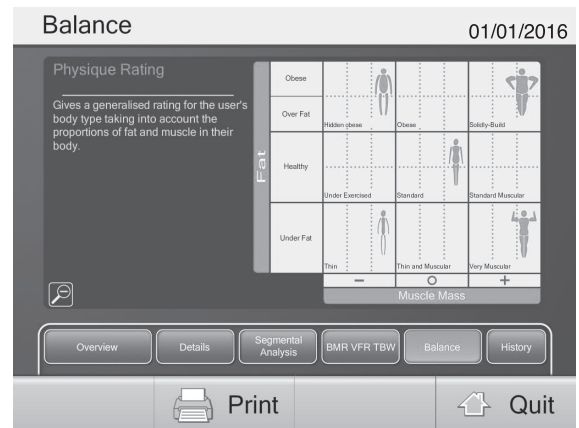 Balance
01/01/2016
Physique Rating
Gives a generalised rating for the user's
body type taking into account the
proportions of fat and muscle in their
body.
Fat
Obese
Over Fat
Healthy
Under Fat
Hidden obese
Obese
Solidly-Build
Under Exercised
Standard
Standard Muscular
Thin
Thin and Muscular
Very Muscular
−
O
+
Muscle Mass
Overview
Details
Segmental
Analysis
BMR VFR TBW
Balance
History
Print
Quit